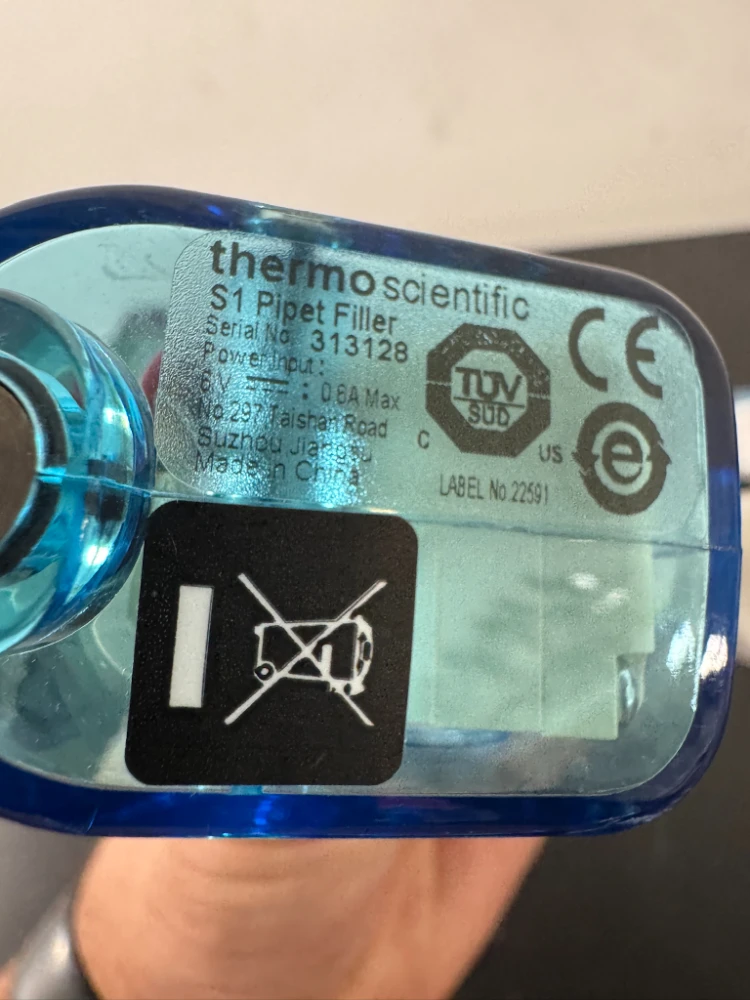 thermo scientific
S1 Pipet Filler
Serial No. 313128
Power Input :
6 V ⎓ : 0.6A Max
No.297 Taishan Road
Suzhou Jiangsu
Made in China
TÜV
SÜD
C US
LABEL No 22591
CE
e